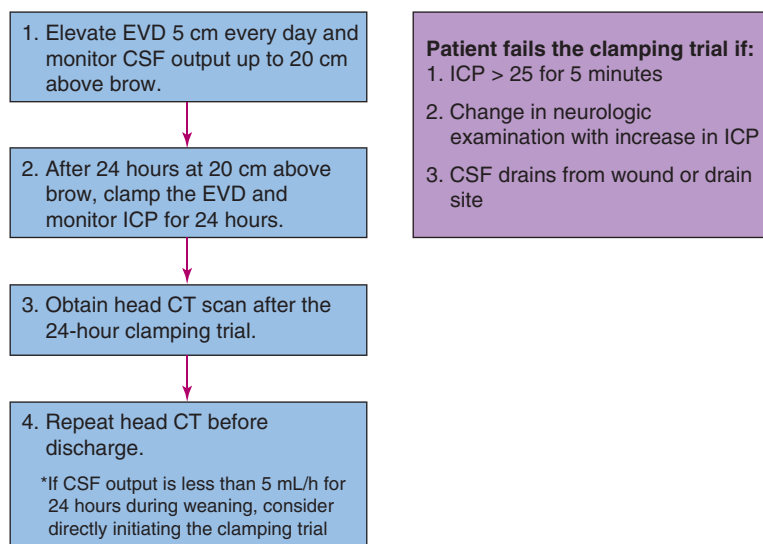 1. Elevate EVD 5 cm every day and
monitor CSF output up to 20 cm
above brow.
2. After 24 hours at 20 cm above
brow, clamp the EVD and
monitor ICP for 24 hours.
3. Obtain head CT scan after the
24-hour clamping trial.
4. Repeat head CT before
discharge.
*If CSF output is less than 5 mL/h for
24 hours during weaning, consider
directly initiating the clamping trial
Patient fails the clamping trial if:
1. ICP > 25 for 5 minutes
2. Change in neurologic
examination with increase in ICP
3. CSF drains from wound or drain
site